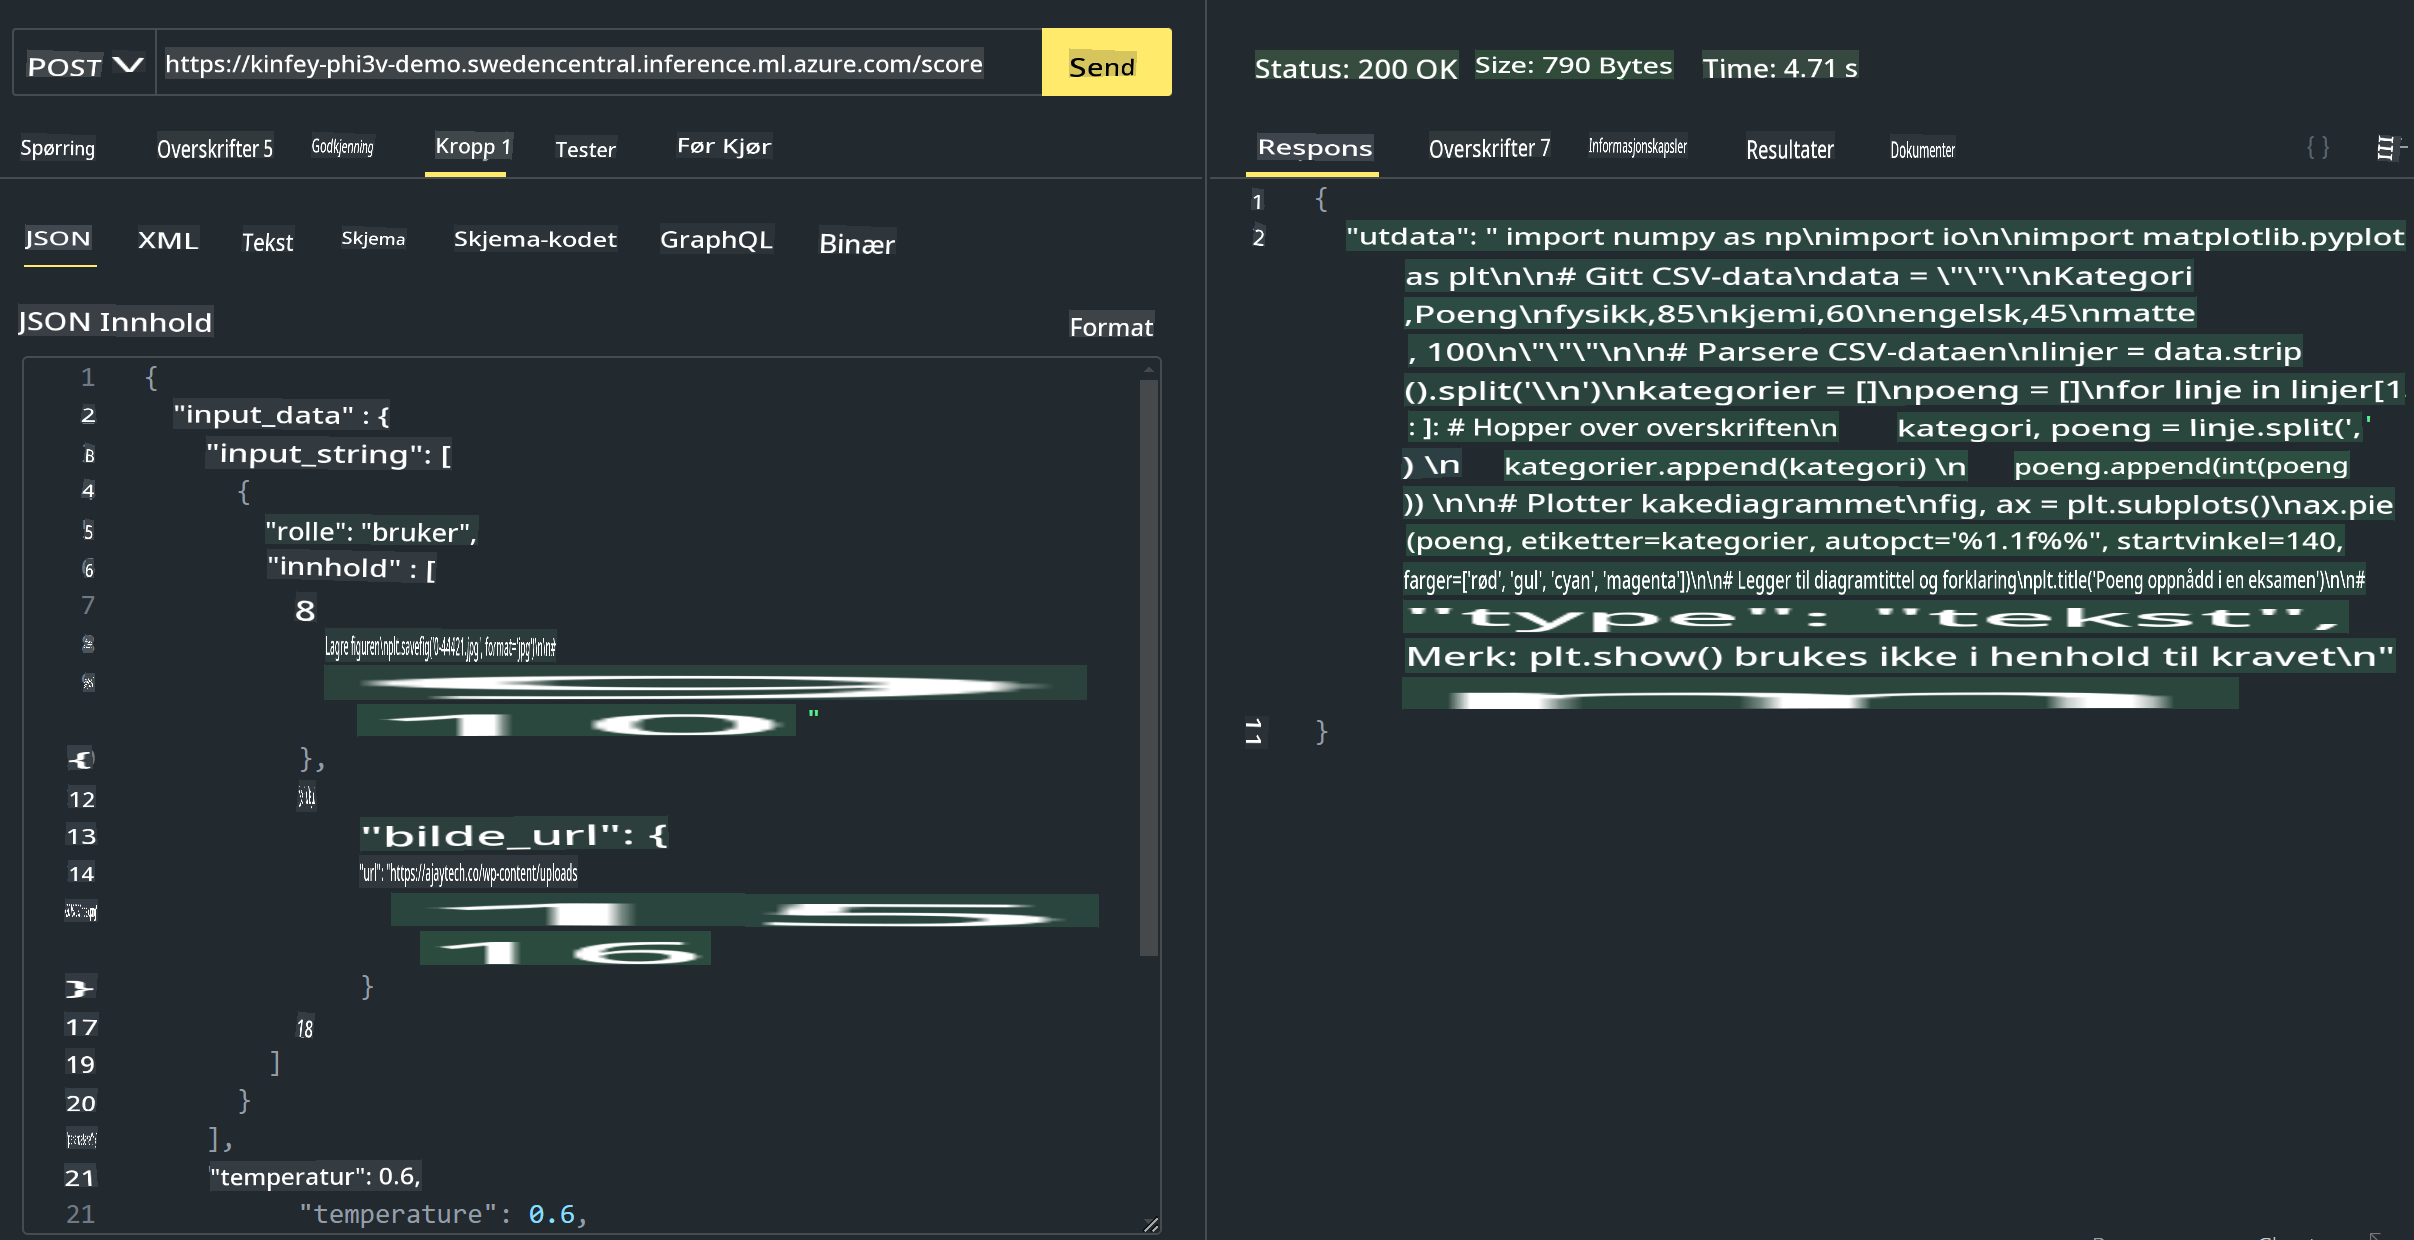 POST https://kinfey-phi3v-demo.swedencentral.inference.ml.azure.com/score Send
Spørring Overskrifter 5 Godkjenning Kropp 1 Tester Før Kjør
JSON XML Tekst Skjema Skjema-kodet GraphQL Binær
JSON Innhold Format
1 {
2 "input_data" : {
"input_string": [
4 {
5 "rolle": "bruker",
6 "innhold" : [
7 8
Lagre figuren\nplt.savefig('0-44421.jpg', format='jpg')\n\n#
10 "
},
12
13 "bilde_url": {
14 "url": "https://ajaytech.co/wp-content/uploads
1 5
16
}
17 18
19 ]
20 }
],
21 "temperatur": 0.6,
21 "temperature": 0.6,
Status: 200 OK Size: 790 Bytes Time: 4.71 s
Respons Overskrifter 7 Informasjonskapsler Resultater Dokumenter { }
1 {
2 "utdata": " import numpy as np\nimport io\n\nimport matplotlib.pyplot
as plt\n\n# Gitt CSV-data\ndata = \"\"\"\nKategori
,Poeng\nfysikk,85\nkjemi,60\nengelsk,45\nmatte
, 100\n\"\"\"\n\n# Parsere CSV-dataen\nlinjer = data.strip
().split('\\n')\nkategorier = []\npoeng = []\nfor linje in linjer[1
: ]: # Hopper over overskriften\n kategori, poeng = linje.split(','
) \n kategorier.append(kategori) \n poeng.append(int(poeng
)) \n\n# Plotter kakediagrammet\nfig, ax = plt.subplots()\nax.pie
(poeng, etiketter=kategorier, autopct='%1.1f%%", startvinkel=140,
farger=['rød', 'gul', 'cyan', 'magenta'])\n\n# Legger til diagramtittel og forklaring\nplt.title('Poeng oppnådd i en eksamen')\n\n#
"type": "tekst",
Merk: plt.show() brukes ikke i henhold til kravet\n"
11 }